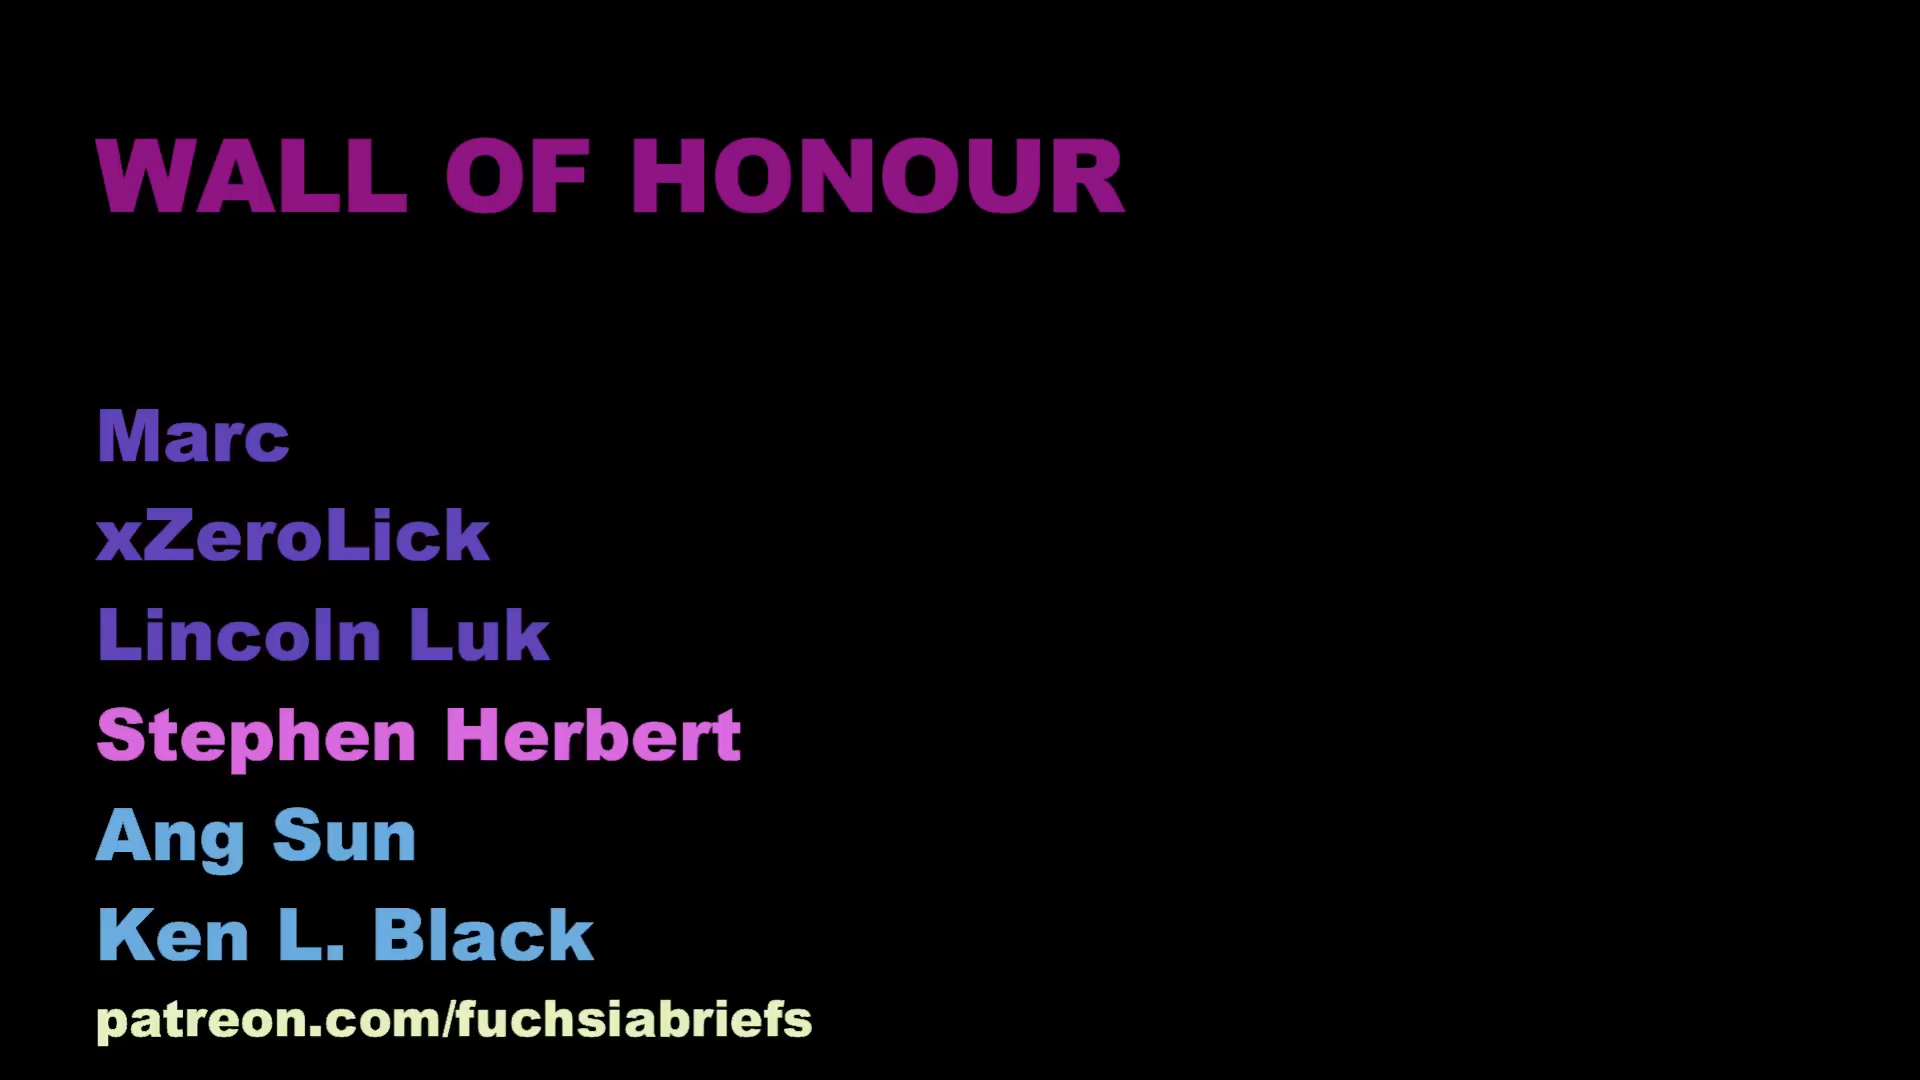 WALL OF HONOUR
Marc
xZeroLick
Lincoln Luk
Stephen Herbert
Ang Sun
Ken L. Black
patreon.com/fuchsiabriefs